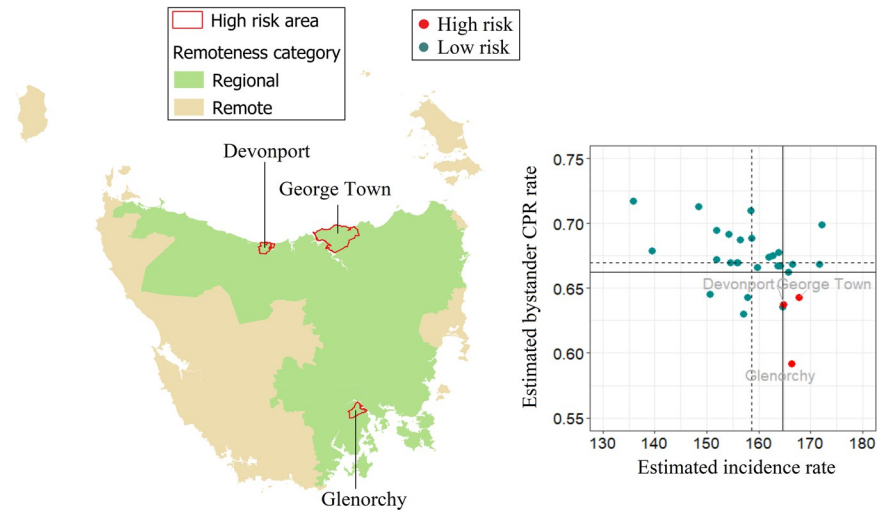 High risk area
Remoteness category
Regional
Remote
High risk
Low risk
Devonport
George Town
Glenorchy
Estimated bystander CPR rate
0.75
0.70
0.65
0.60
0.55
Devonport
George Town
Glenorchy
130 140 150 160 170 180
Estimated incidence rate